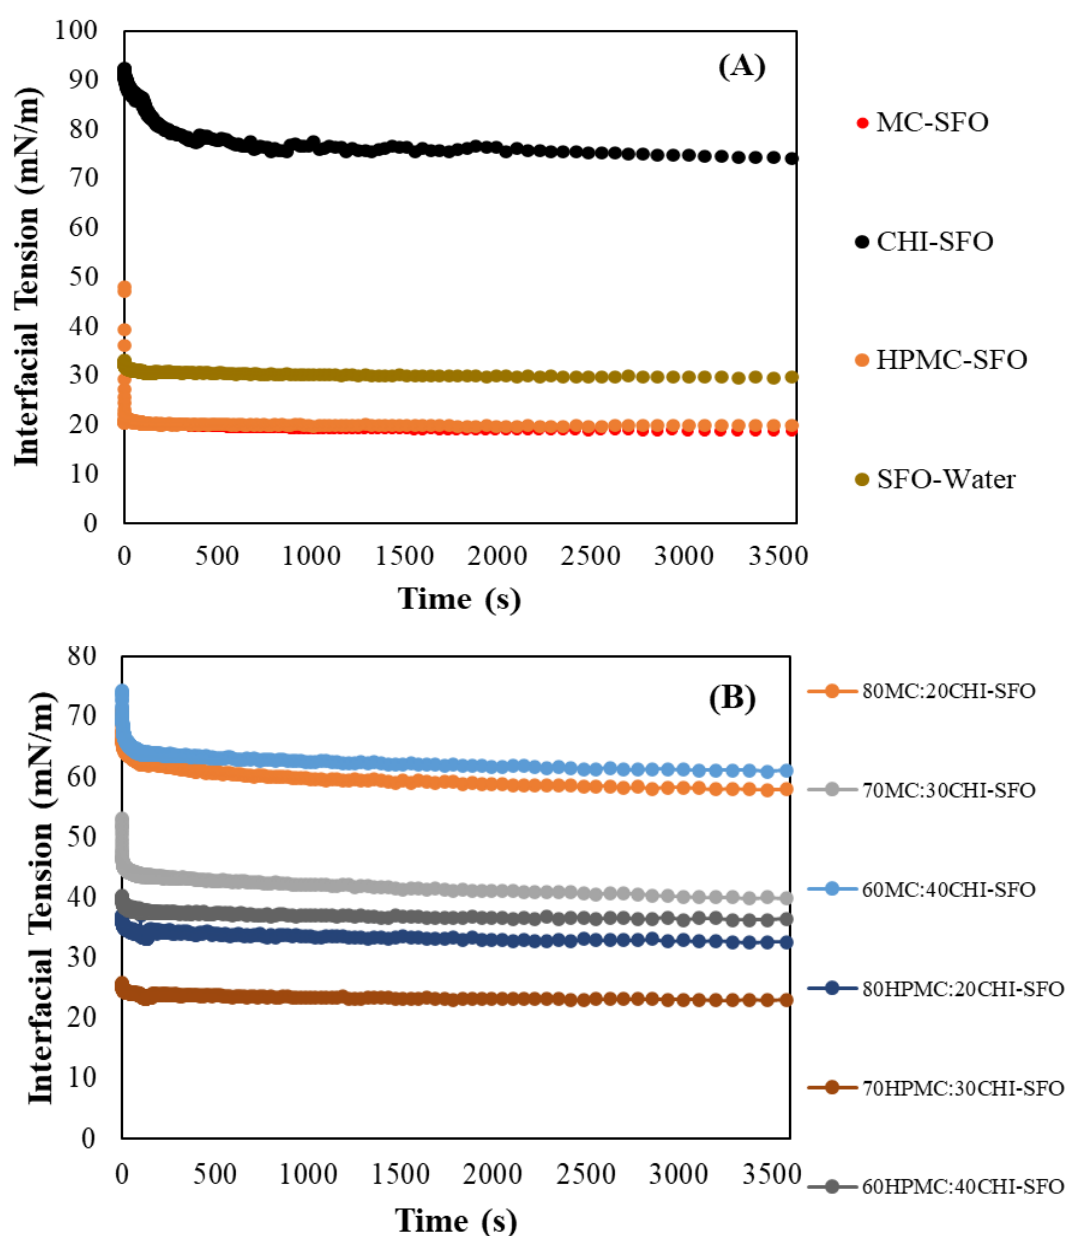 (A)
Interfacial Tension (mN/m)
100
90
80
70
60
50
40
30
20
10
0
0 500 1000 1500 2000 2500 3000 3500
Time (s)
MC-SFO
CHI-SFO
HPMC-SFO
SFO-Water
(B)
Interfacial Tension (mN/m)
80
70
60
50
40
30
20
10
0
0 500 1000 1500 2000 2500 3000 3500
Time (s)
80MC:20CHI-SFO
70MC:30CHI-SFO
60MC:40CHI-SFO
80HPMC:20CHI-SFO
70HPMC:30CHI-SFO
60HPMC:40CHI-SFO